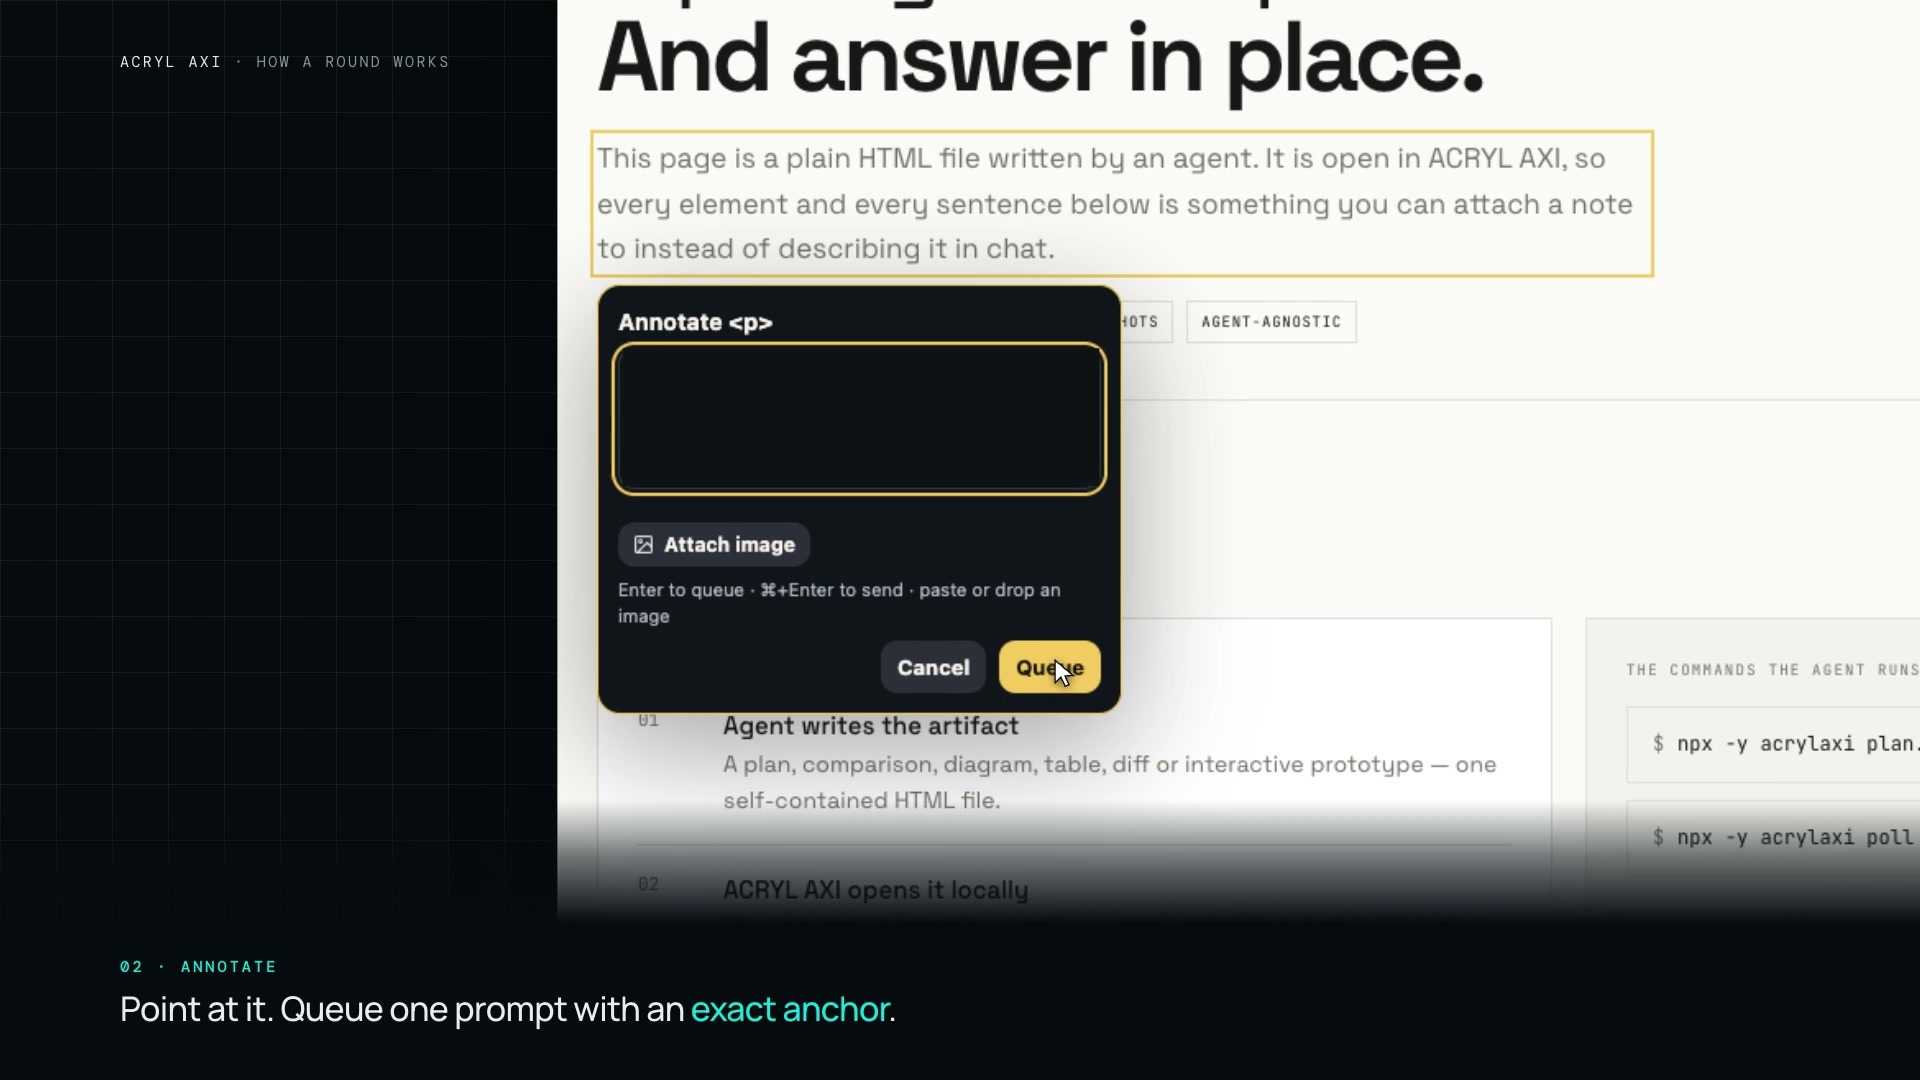 ACRYL AXI · HOW A ROUND WORKS
And answer in place.
This page is a plain HTML file written by an agent. It is open in ACRYL AXI, so
every element and every sentence below is something you can attach a note
to instead of describing it in chat.
AGENT-AGNOSTIC
Annotate <p>
Attach image
Enter to queue · ⌘+Enter to send · paste or drop an
image
Cancel
Queue
01
Agent writes the artifact
A plan, comparison, diagram, table, diff or interactive prototype — one
self-contained HTML file.
02
ACRYL AXI opens it locally
THE COMMANDS THE AGENT RUNS
$ npx -y acrylaxi plan.
$ npx -y acrylaxi poll
02 · ANNOTATE
Point at it. Queue one prompt with an exact anchor.